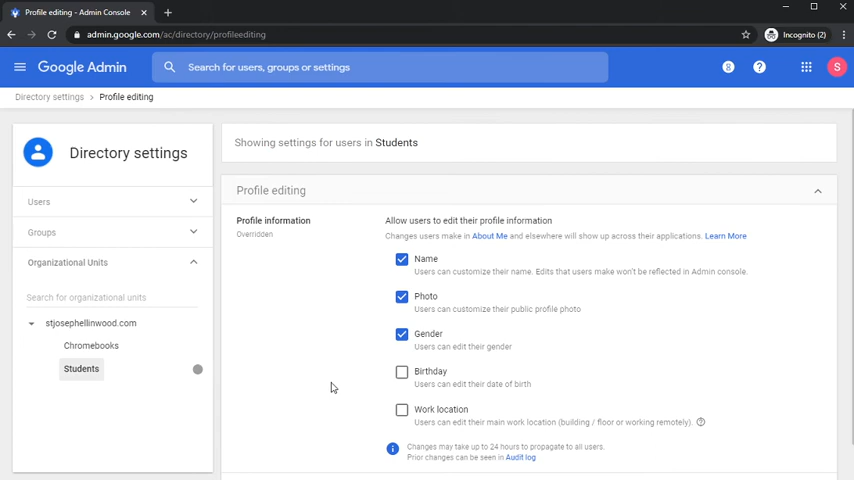 Profile editing - Admin Console
admin.google.com/ac/directory/profileediting
Incognito (2)
Google Admin
Search for users, groups or settings
8
?
S
Directory settings > Profile editing
Directory settings
Users
Groups
Organizational Units
Search for organizational units
stjosephellinwood.com
Chromebooks
Students
Showing settings for users in Students
Profile editing
Profile information
Overridden
Allow users to edit their profile information
Changes users make in About Me and elsewhere will show up across their applications. Learn More
Name
Users can customize their name. Edits that users make won't be reflected in Admin console.
Photo
Users can customize their public profile photo
Gender
Users can edit their gender
Birthday
Users can edit their date of birth
Work location
Users can edit their main work location (building / floor or working remotely).
Changes may take up to 24 hours to propagate to all users.
Prior changes can be seen in Audit log